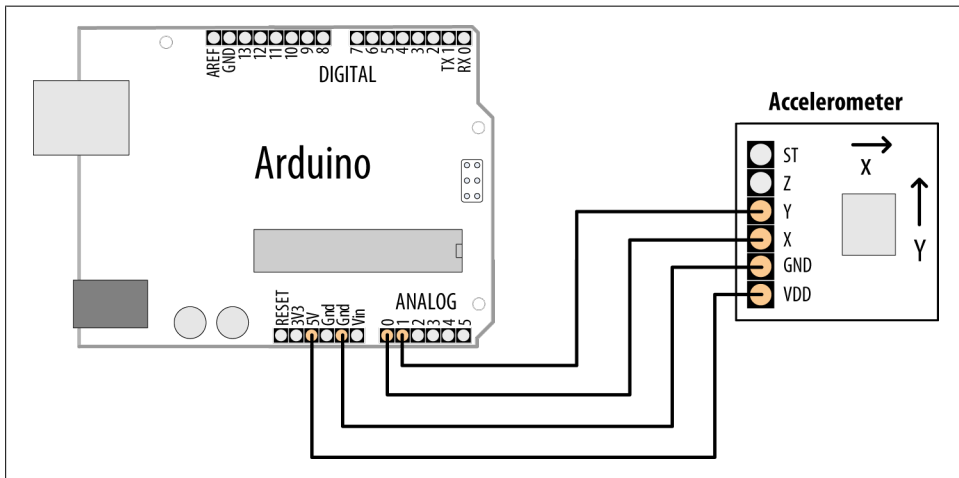 AREF
GND
13
12
11
10
9
8
7
6
5
4
3
2
TX 1
RX 0
DIGITAL
Arduino
Accelerometer
ST
Z
Y
X
GND
VDD
X
Y
ANALOG
RESET
3V3
5V
Gnd
Gnd
Vin
0
1
2
3
4
5